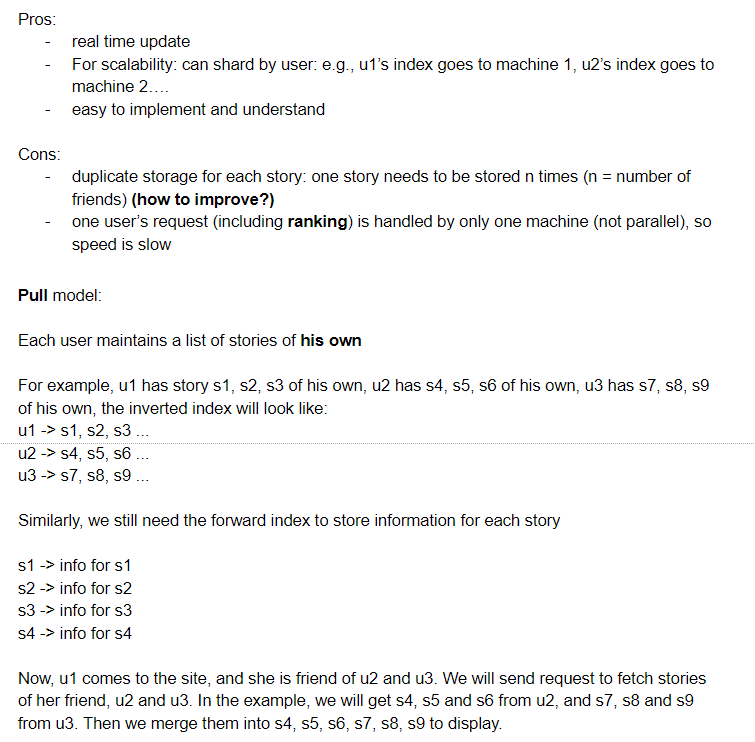 Pros:
- real time update
- For scalability: can shard by user: e.g., u1’s index goes to machine 1, u2’s index goes to
machine 2….
- easy to implement and understand
Cons:
- duplicate storage for each story: one story needs to be stored n times (n = number of
friends) (how to improve?)
- one user’s request (including ranking) is handled by only one machine (not parallel), so
speed is slow
Pull model:
Each user maintains a list of stories of his own
For example, u1 has story s1, s2, s3 of his own, u2 has s4, s5, s6 of his own, u3 has s7, s8, s9
of his own, the inverted index will look like:
u1 -> s1, s2, s3 ...
u2 -> s4, s5, s6 ...
u3 -> s7, s8, s9 ...
Similarly, we still need the forward index to store information for each story
s1 -> info for s1
s2 -> info for s2
s3 -> info for s3
s4 -> info for s4
Now, u1 comes to the site, and she is friend of u2 and u3. We will send request to fetch stories
of her friend, u2 and u3. In the example, we will get s4, s5 and s6 from u2, and s7, s8 and s9
from u3. Then we merge them into s4, s5, s6, s7, s8, s9 to display.